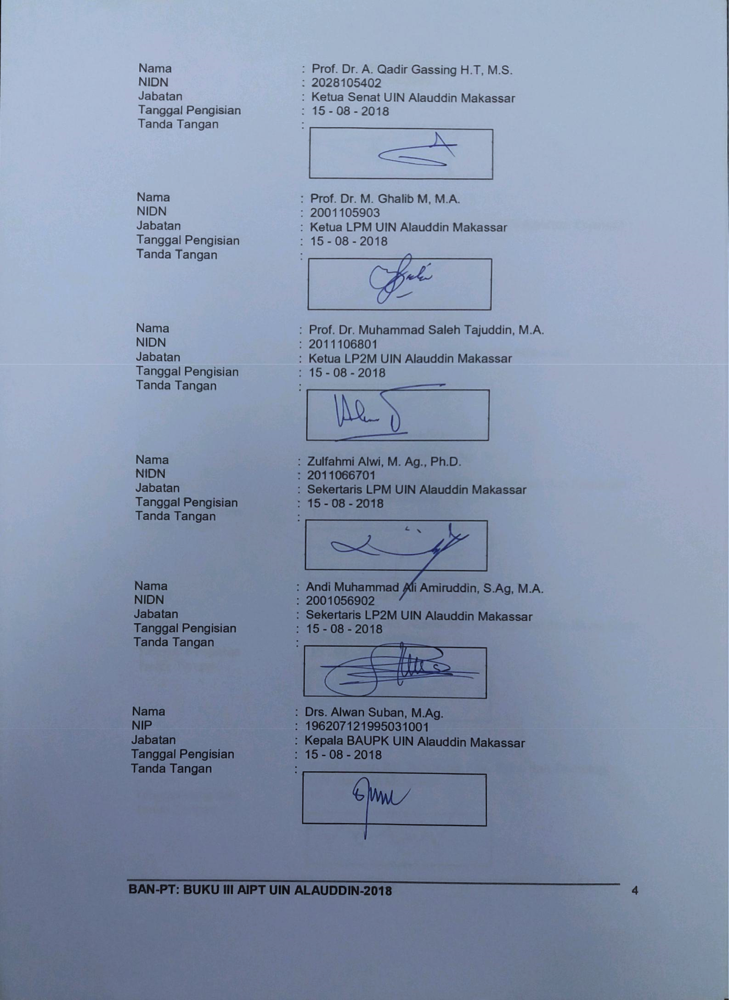 Nama : Prof. Dr. A. Qadir Gassing H.T, M.S.
NIDN : 2028105402
Jabatan : Ketua Senat UIN Alauddin Makassar
Tanggal Pengisian : 15 - 08 - 2018
Tanda Tangan :
Nama : Prof. Dr. M. Ghalib M, M.A.
NIDN : 2001105903
Jabatan : Ketua LPM UIN Alauddin Makassar
Tanggal Pengisian : 15 - 08 - 2018
Tanda Tangan :
Nama : Prof. Dr. Muhammad Saleh Tajuddin, M.A.
NIDN : 2011106801
Jabatan : Ketua LP2M UIN Alauddin Makassar
Tanggal Pengisian : 15 - 08 - 2018
Tanda Tangan :
Nama : Zulfahmi Alwi, M. Ag., Ph.D.
NIDN : 2011066701
Jabatan : Sekertaris LPM UIN Alauddin Makassar
Tanggal Pengisian : 15 - 08 - 2018
Tanda Tangan :
Nama : Andi Muhammad Ali Amiruddin, S.Ag, M.A.
NIDN : 2001056902
Jabatan : Sekertaris LP2M UIN Alauddin Makassar
Tanggal Pengisian : 15 - 08 - 2018
Tanda Tangan :
Nama : Drs. Alwan Suban, M.Ag.
NIP : 196207121995031001
Jabatan : Kepala BAUPK UIN Alauddin Makassar
Tanggal Pengisian : 15 - 08 - 2018
Tanda Tangan :
BAN-PT: BUKU III AIPT UIN ALAUDDIN-2018 4